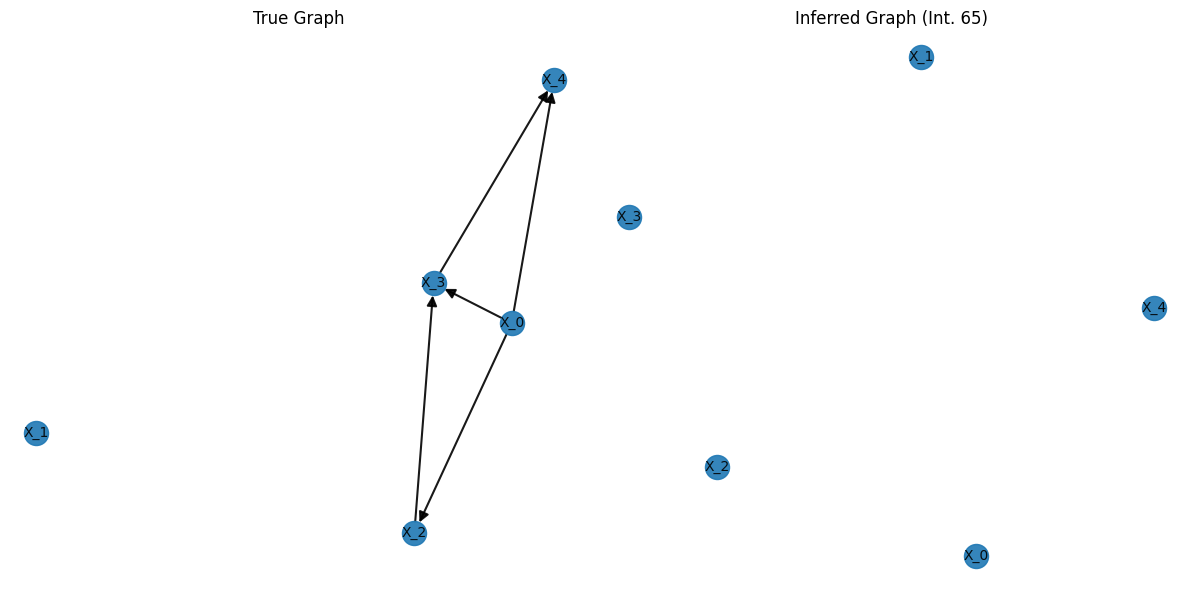 True Graph
X_4
X_3
X_0
X_1
X_2
Inferred Graph (Int. 65)
X_1
X_3
X_4
X_2
X_0